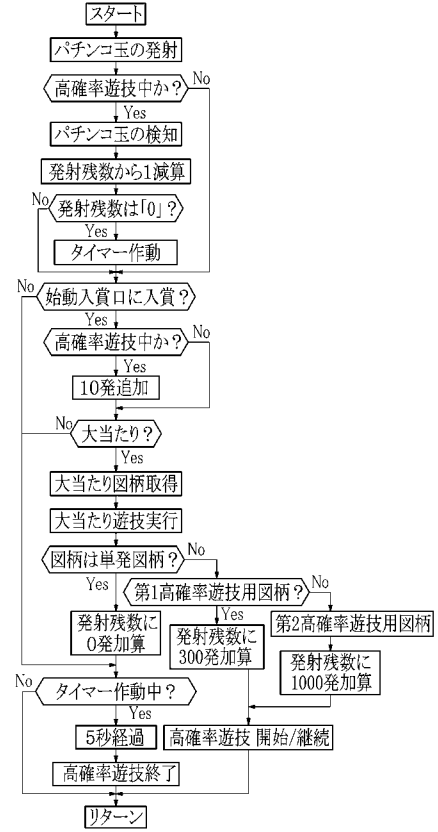 スタート
パチンコ玉の発射
高確率遊技中か？
No
Yes
パチンコ玉の検知
発射残数から1減算
No
発射残数は「0」？
Yes
タイマー作動
No
始動入賞口に入賞？
Yes
高確率遊技中か？
No
Yes
10発追加
No
大当たり？
Yes
大当たり図柄取得
大当たり遊技実行
図柄は単発図柄？
No
Yes
第1高確率遊技用図柄？
No
Yes
発射残数に
0発加算
発射残数に
300発加算
第2高確率遊技用図柄
発射残数に
1000発加算
No
タイマー作動中？
Yes
5秒経過
高確率遊技 開始/継続
高確率遊技終了
リターン